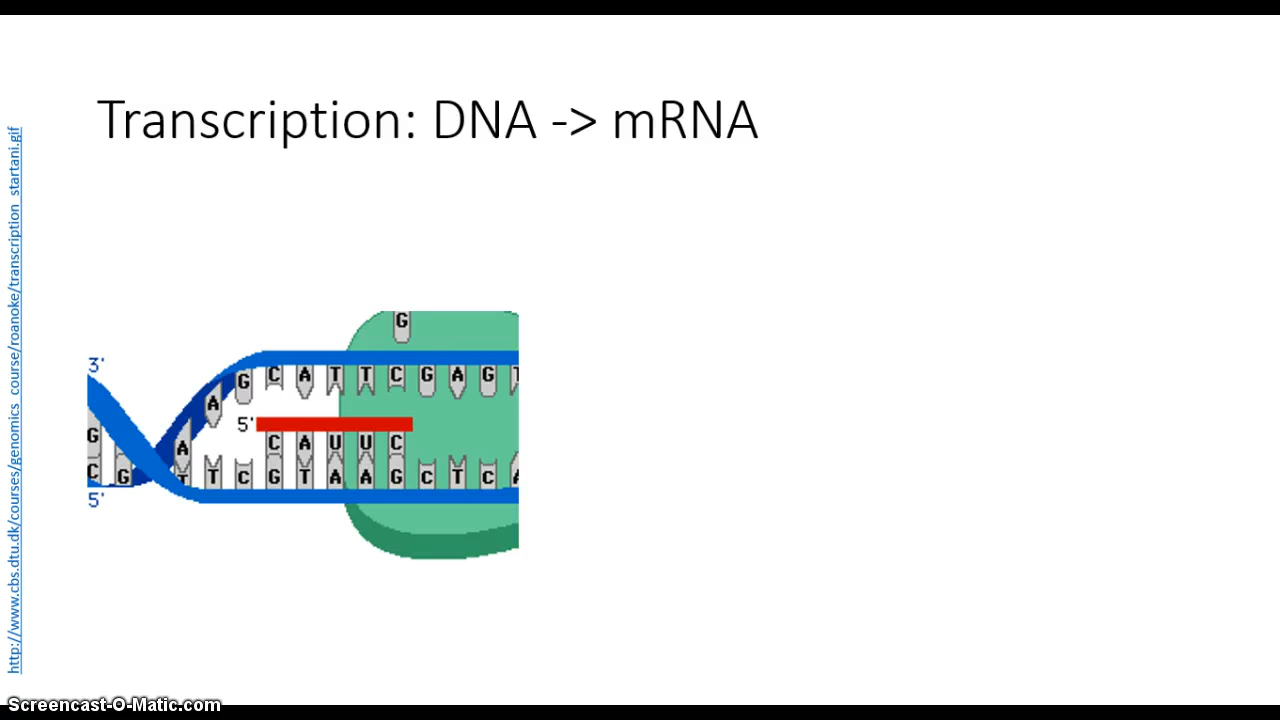 Transcription: DNA -> mRNA
http://www.cbs.dtu.dk/courses/genomics_course/roanoke/transcription_startani.gif
G
3'
A G C A T T C G A G T
5'
G A C A U U C
C G T T C G T A A G C T C A
5'
Screencast-O-Matic.com